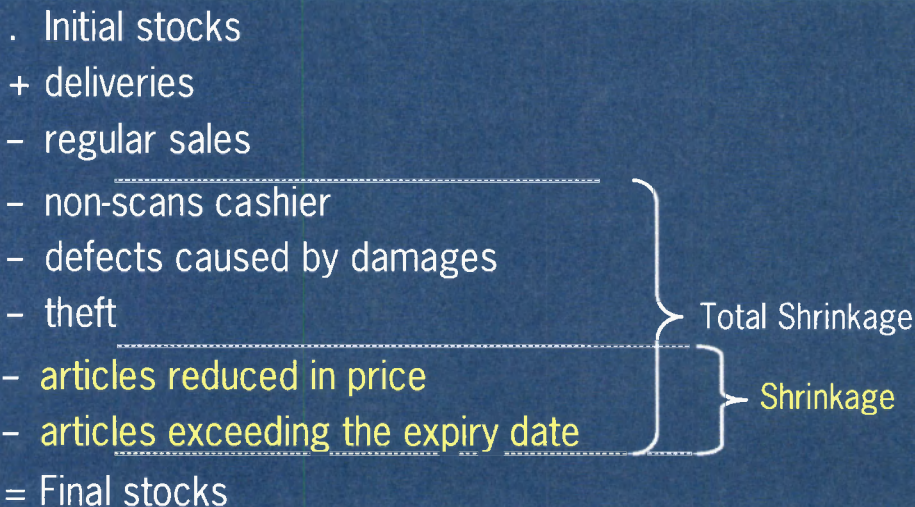 . Initial stocks
+ deliveries
– regular sales
– non-scans cashier
– defects caused by damages
– theft
Total Shrinkage
– articles reduced in price
Shrinkage
– articles exceeding the expiry date
= Final stocks